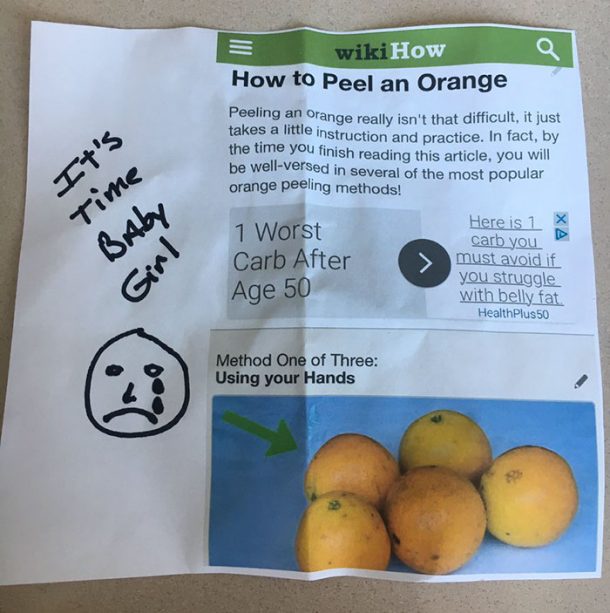 It's
Time
Baby
Girl
wikiHow
How to Peel an Orange
Peeling an orange really isn't that difficult, it just
takes a little instruction and practice. In fact, by
the time you finish reading this article, you will
be well-versed in several of the most popular
orange peeling methods!
1 Worst
Carb After
Age 50
Here is 1
carb you
must avoid if
you struggle
with belly fat.
HealthPlus50
Method One of Three:
Using your Hands